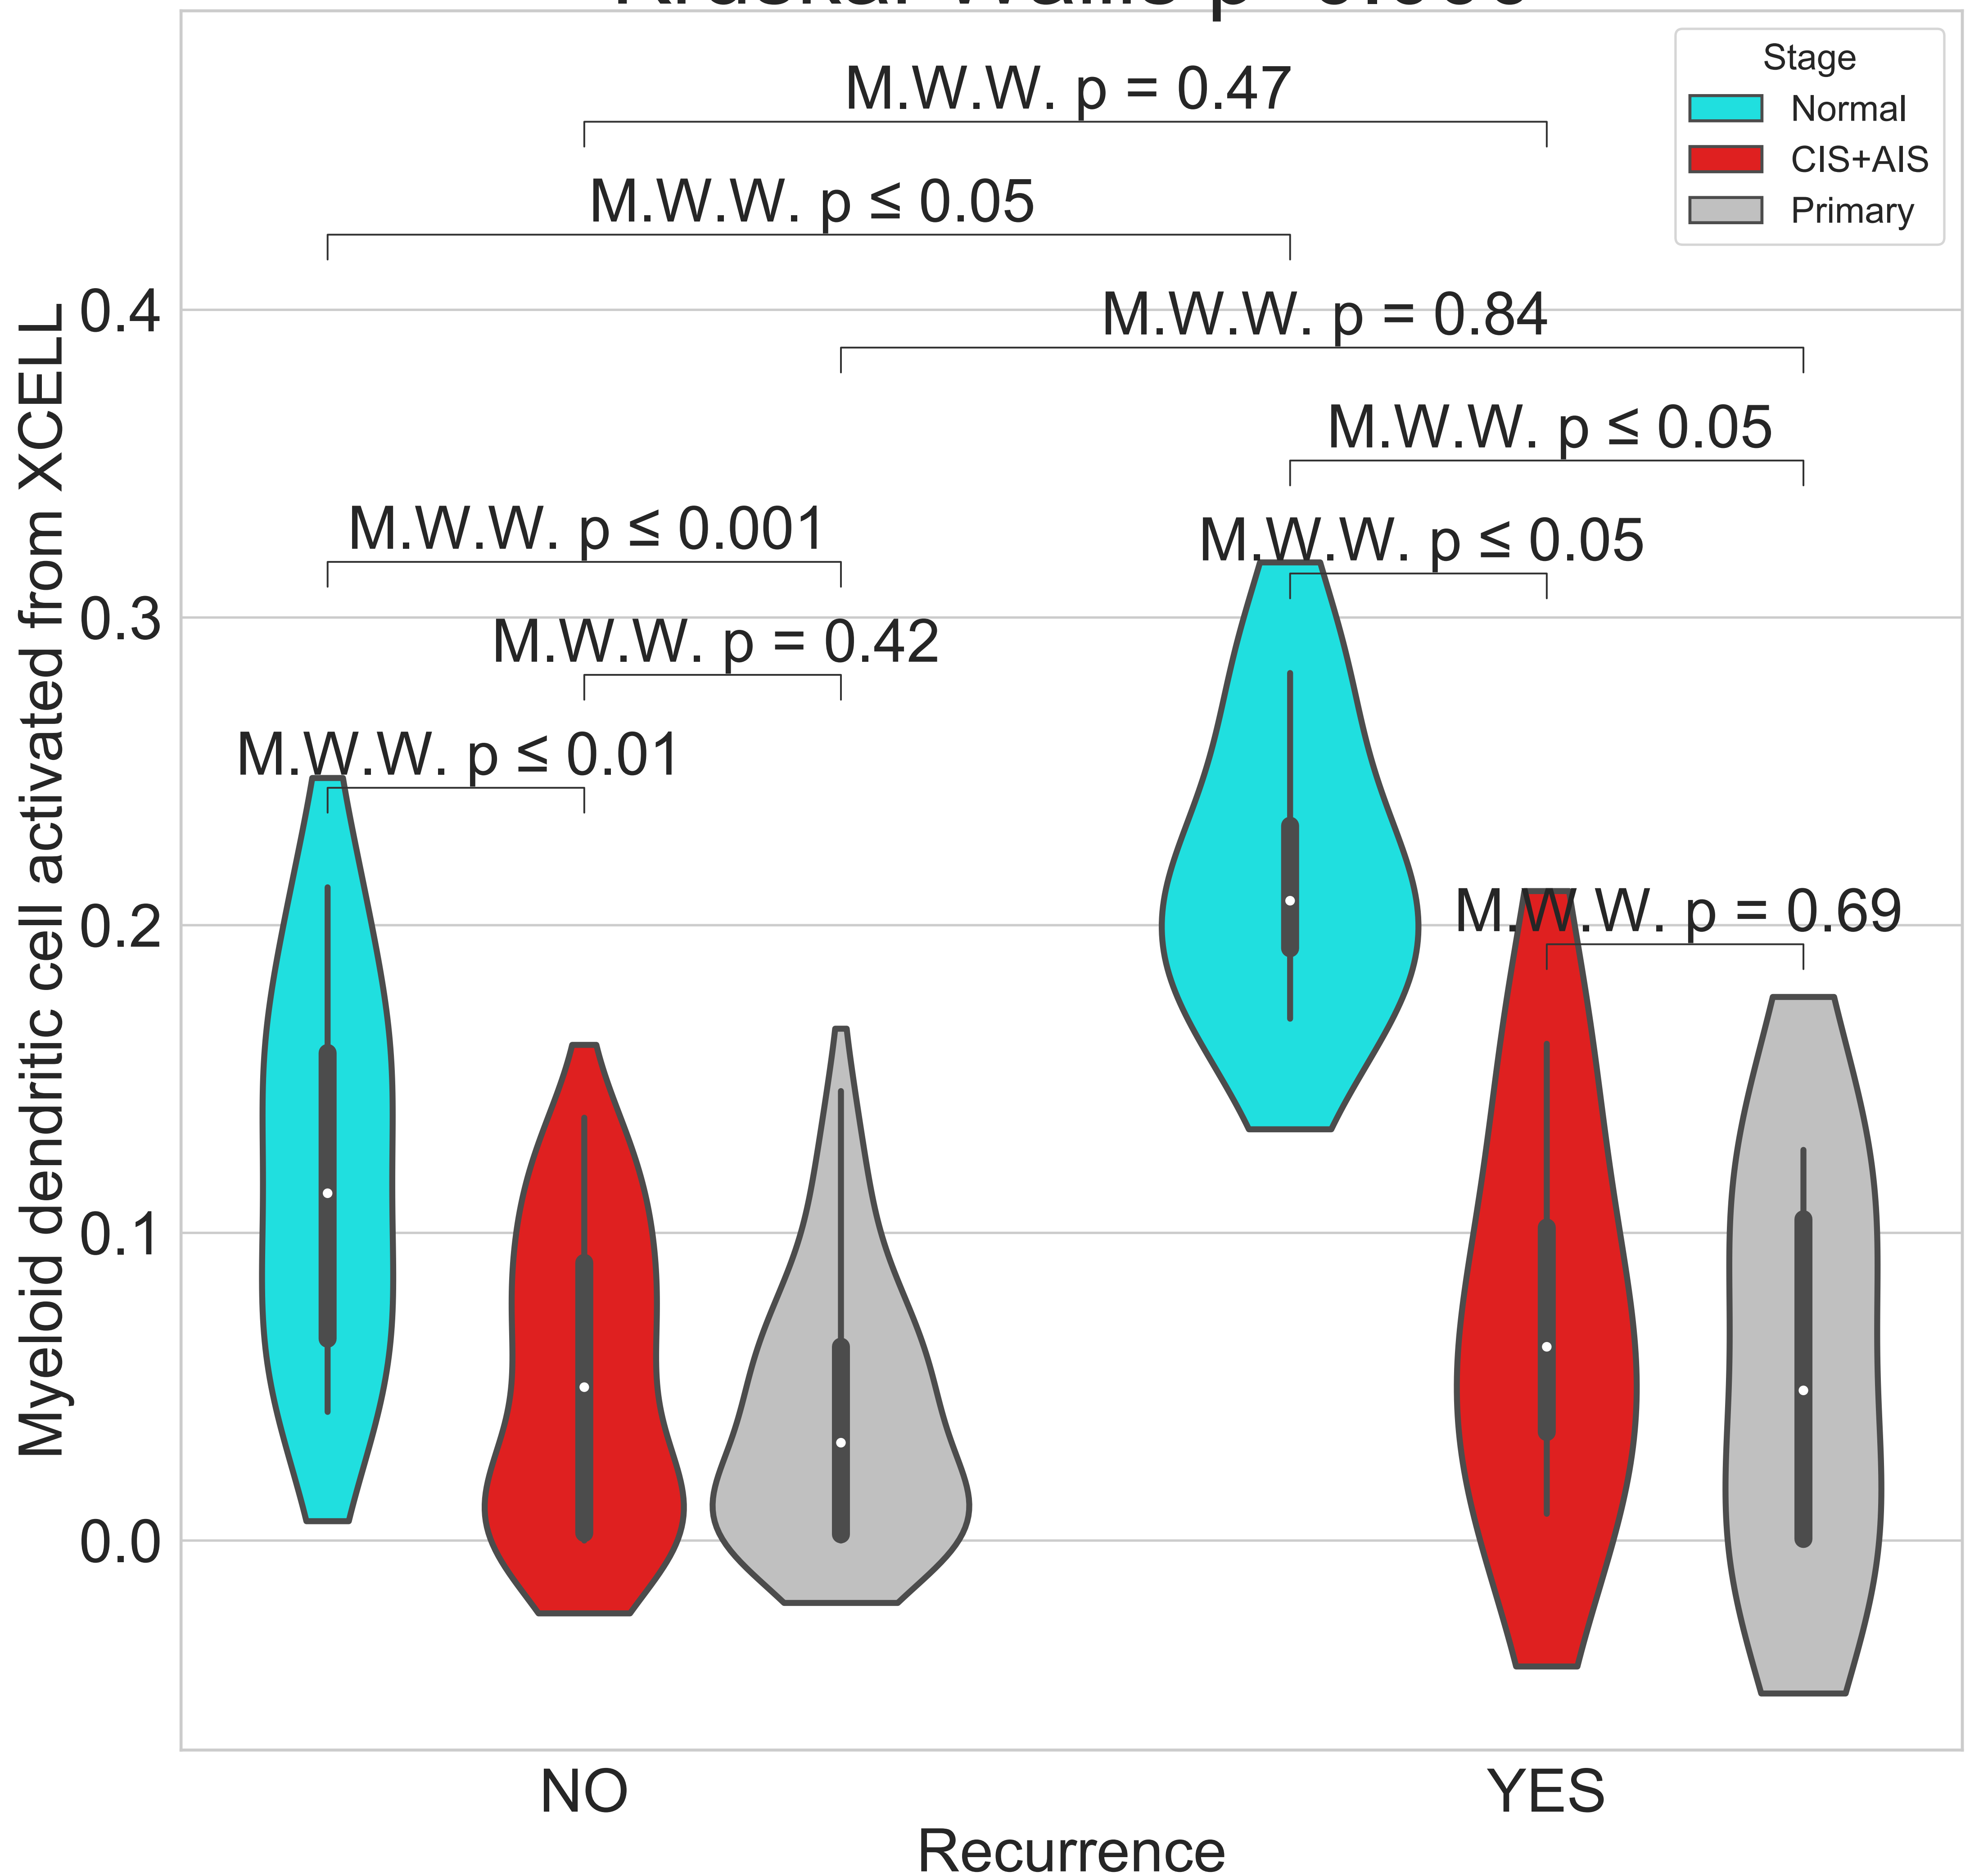 M.W.W. p = 0.47
M.W.W. p ≤ 0.05
M.W.W. p = 0.84
M.W.W. p ≤ 0.05
M.W.W. p ≤ 0.001
M.W.W. p ≤ 0.05
M.W.W. p = 0.42
M.W.W. p ≤ 0.01
M.W.W. p = 0.69
Stage
Normal
CIS+AIS
Primary
Myeloid dendritic cell activated from XCELL
0.4
0.3
0.2
0.1
0.0
NO
YES
Recurrence